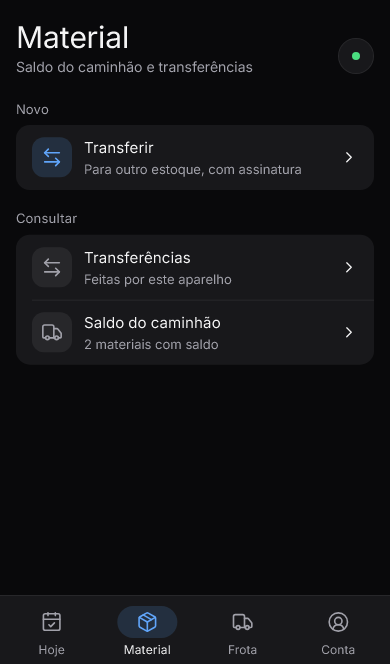 Material
Saldo do caminhão e transferências
Novo
Transferir
Para outro estoque, com assinatura
Consultar
Transferências
Feitas por este aparelho
Saldo do caminhão
2 materiais com saldo
Hoje
Material
Frota
Conta